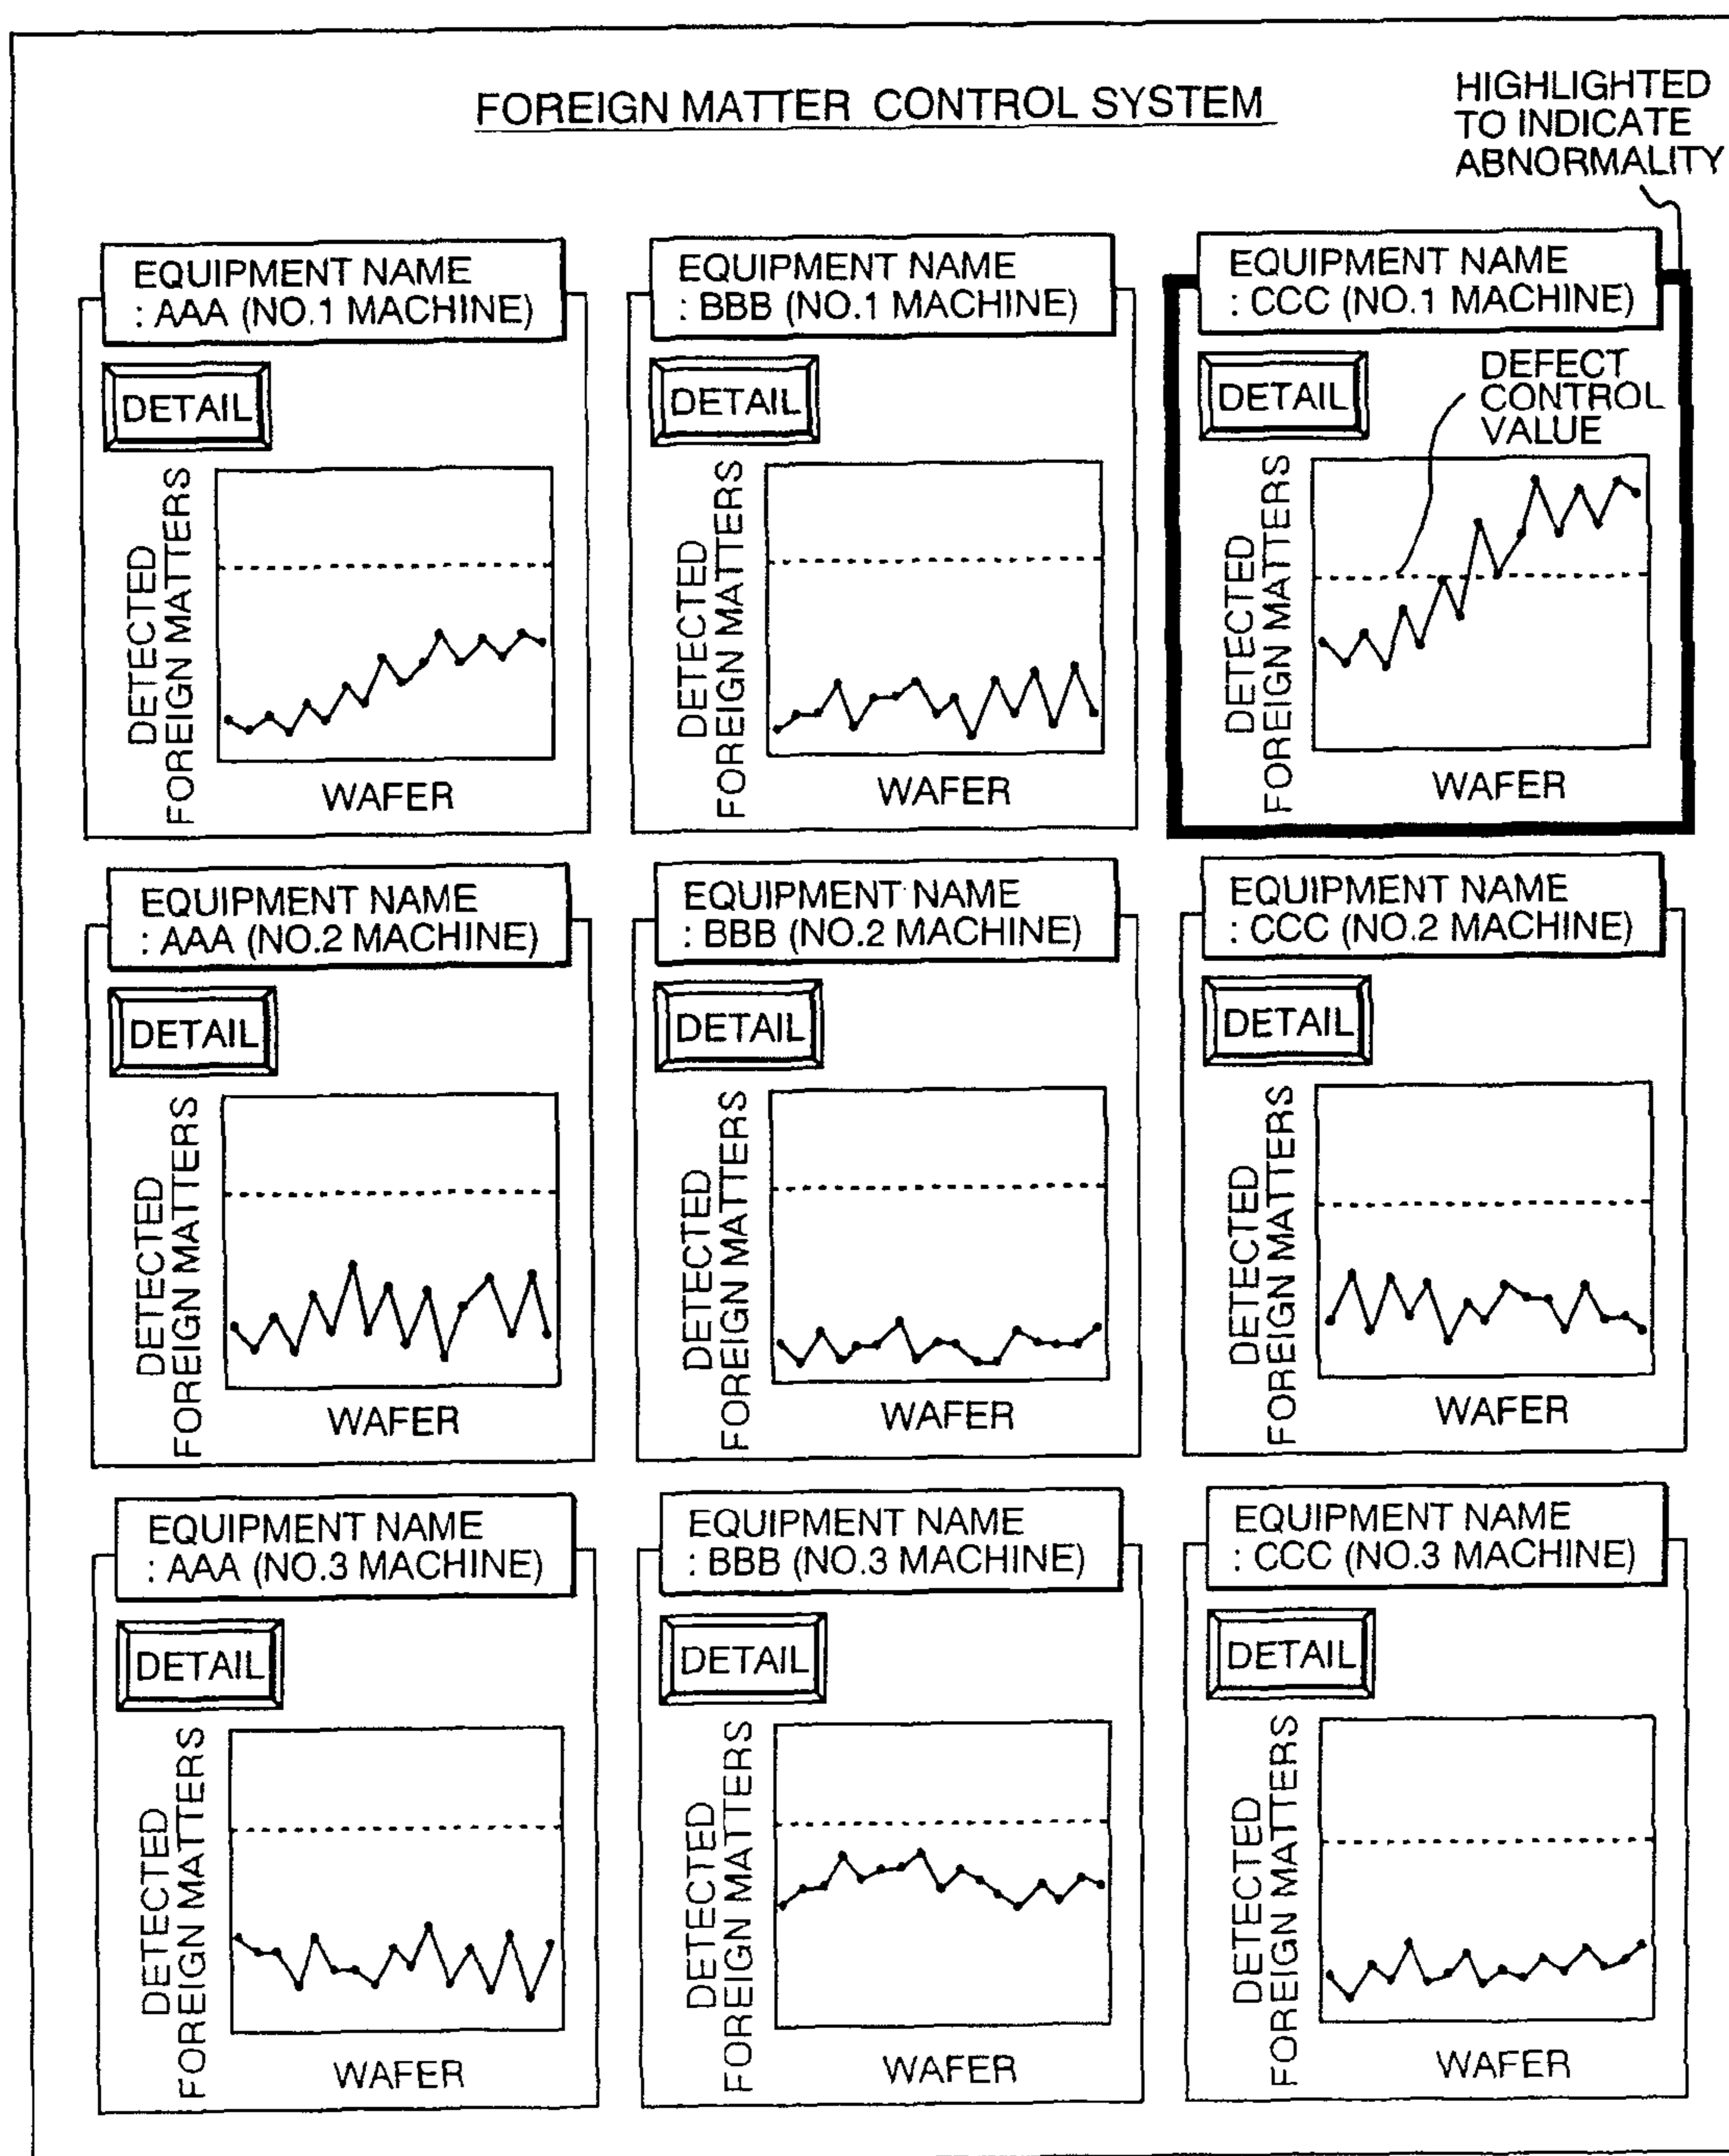 FOREIGN MATTER CONTROL SYSTEM
HIGHLIGHTED
TO INDICATE
ABNORMALITY
EQUIPMENT NAME
: AAA (NO.1 MACHINE)
DETAIL
DETECTED
FOREIGN MATTERS
WAFER
EQUIPMENT NAME
: BBB (NO.1 MACHINE)
DETAIL
DETECTED
FOREIGN MATTERS
WAFER
EQUIPMENT NAME
: CCC (NO.1 MACHINE)
DETAIL
DEFECT
CONTROL
VALUE
DETECTED
FOREIGN MATTERS
WAFER
EQUIPMENT NAME
: AAA (NO.2 MACHINE)
DETAIL
DETECTED
FOREIGN MATTERS
WAFER
EQUIPMENT NAME
: BBB (NO.2 MACHINE)
DETAIL
DETECTED
FOREIGN MATTERS
WAFER
EQUIPMENT NAME
: CCC (NO.2 MACHINE)
DETAIL
DETECTED
FOREIGN MATTERS
WAFER
EQUIPMENT NAME
: AAA (NO.3 MACHINE)
DETAIL
DETECTED
FOREIGN MATTERS
WAFER
EQUIPMENT NAME
: BBB (NO.3 MACHINE)
DETAIL
DETECTED
FOREIGN MATTERS
WAFER
EQUIPMENT NAME
: CCC (NO.3 MACHINE)
DETAIL
DETECTED
FOREIGN MATTERS
WAFER